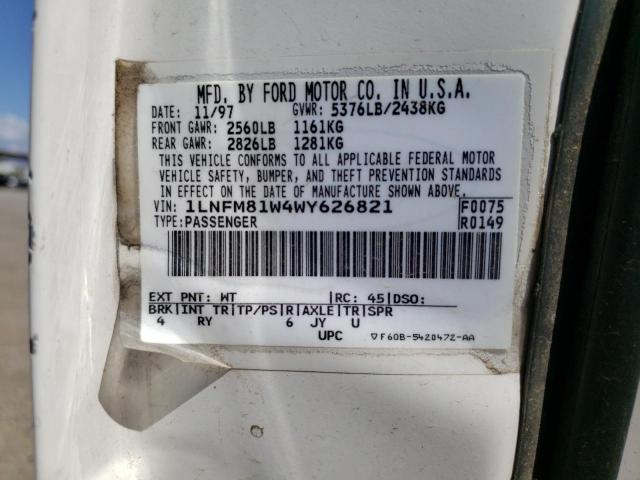 MFD. BY FORD MOTOR CO. IN U.S.A.
DATE: 11/97 GVWR: 5376LB/2438KG
FRONT GAWR: 2560LB 1161KG
REAR GAWR: 2826LB 1281KG
THIS VEHICLE CONFORMS TO ALL APPLICABLE FEDERAL MOTOR
VEHICLE SAFETY, BUMPER, AND THEFT PREVENTION STANDARDS
IN EFFECT ON THE DATE OF MANUFACTURE SHOWN ABOVE.
VIN: 1LNFM81W4WY626821 F0075
TYPE: PASSENGER R0149
EXT PNT: WT |RC: 45|DSO:
BRK|INT TR|TP/PS|R|AXLE|TR|SPR
4 RY 6 JY U
UPC ▽F60B-5420472-AA